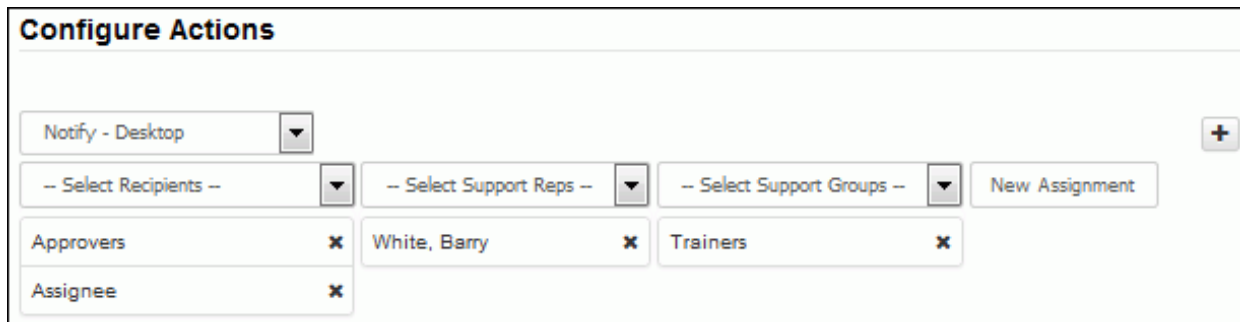 Configure Actions
Notify - Desktop
-- Select Recipients -- -- Select Support Reps -- -- Select Support Groups -- New Assignment
Approvers White, Barry Trainers
Assignee